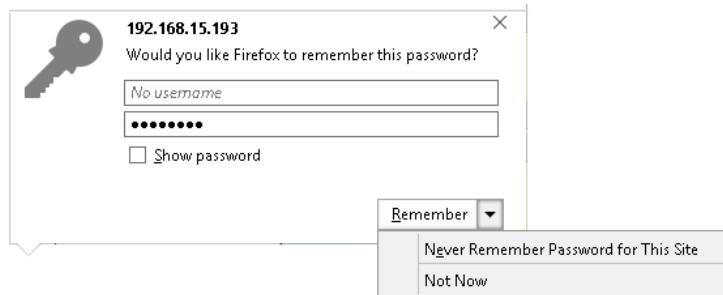 192.168.15.193
Would you like Firefox to remember this password?
No username
••••••••
Show password
Remember
Never Remember Password for This Site
Not Now